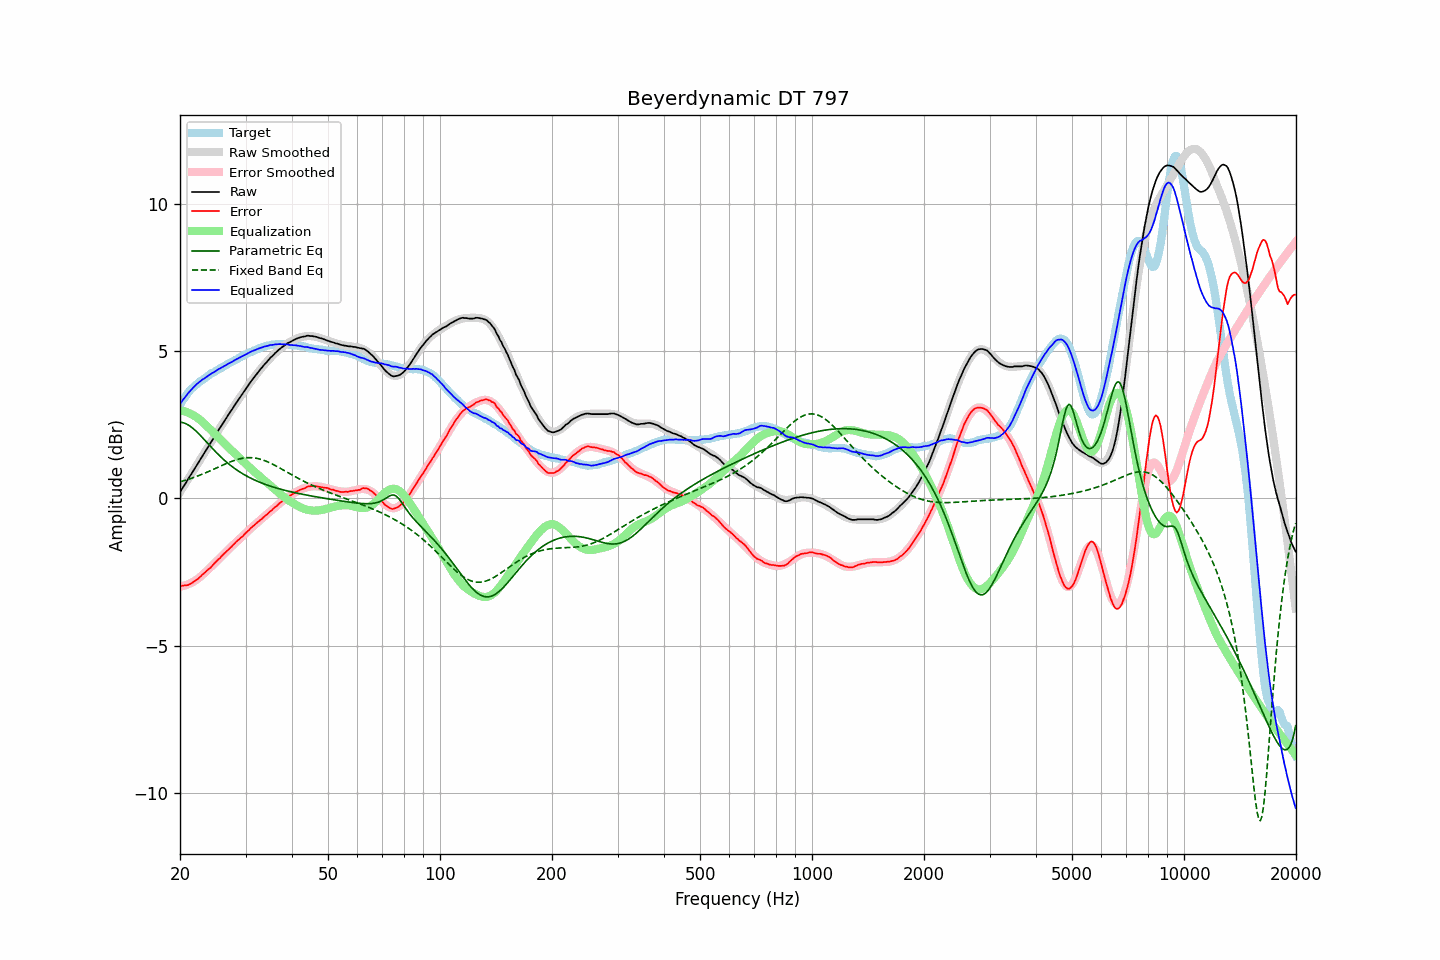 Beyerdynamic DT 797
Target
Raw Smoothed
Error Smoothed
Raw
Error
Equalization
Parametric Eq
Fixed Band Eq
Equalized
Amplitude (dBr)
10
5
0
−5
−10
20
50
100
200
500
1000
2000
5000
10000
20000
Frequency (Hz)